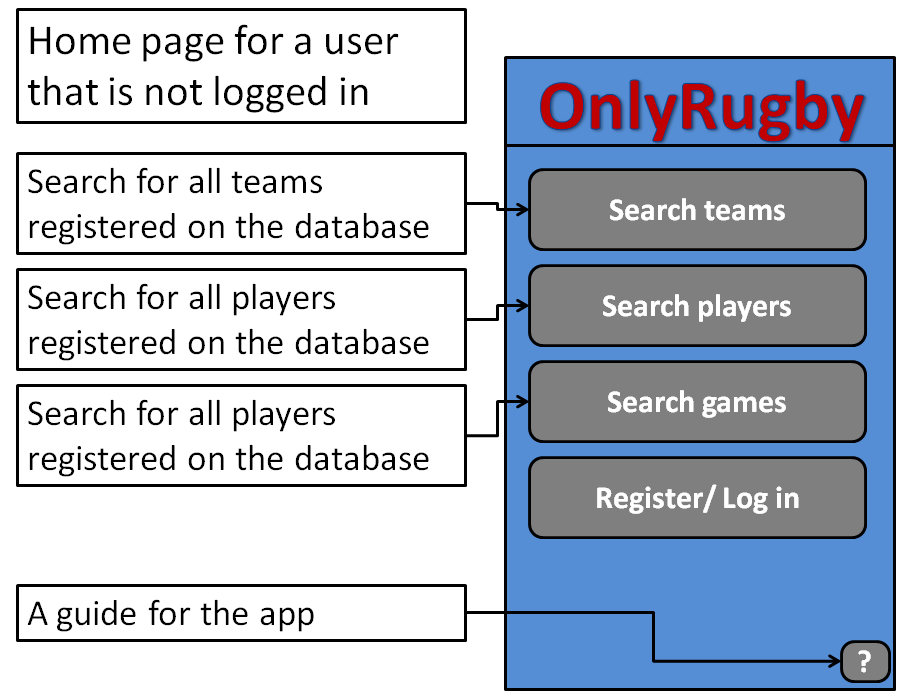 Home page for a user
that is not logged in
OnlyRugby
Search for all teams
registered on the database
Search teams
Search for all players
registered on the database
Search players
Search for all players
registered on the database
Search games
Register/ Log in
A guide for the app
?